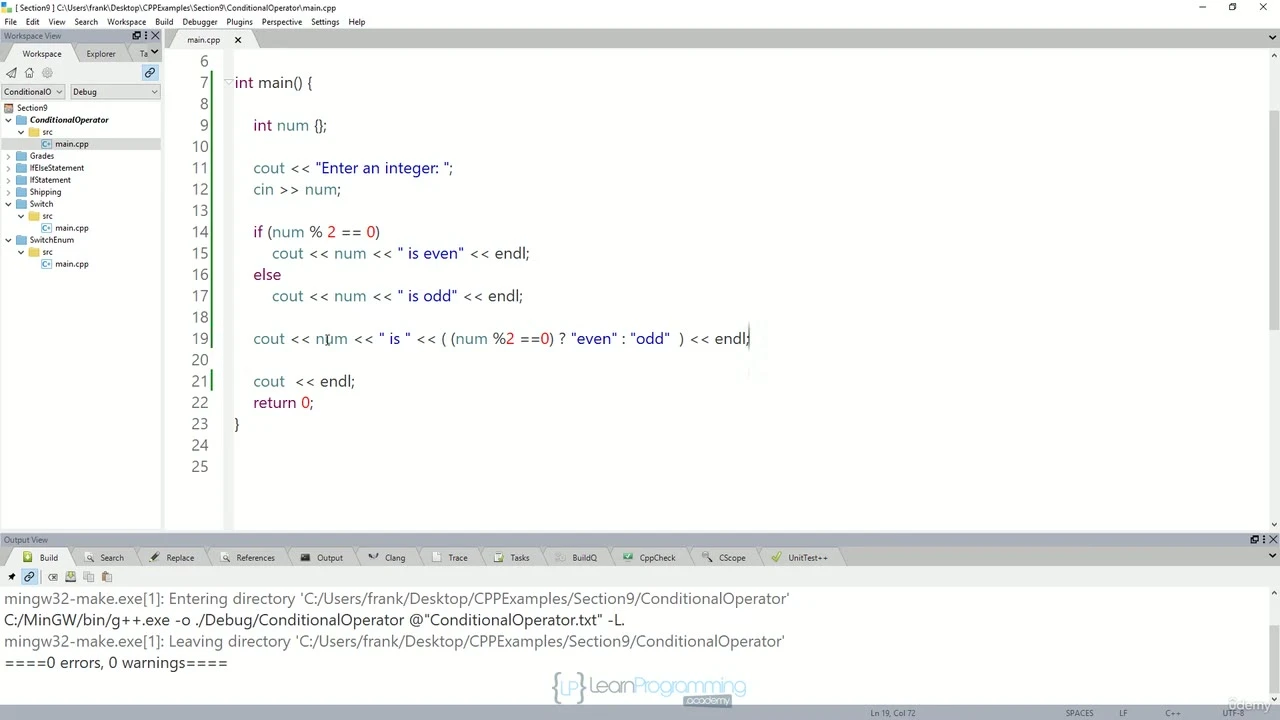 [ Section9 ] C:\Users\frank\Desktop\CPPExamples\Section9\ConditionalOperator\main.cpp
File Edit View Search Workspace Build Debugger Plugins Perspective Settings Help
Workspace View
main.cpp
Workspace Explorer Ta
ConditionalO Debug
Section9
ConditionalOperator
src
main.cpp
Grades
IfElseStatement
IfStatement
Shipping
Switch
src
main.cpp
SwitchEnum
src
main.cpp
6
7 int main() {
8
9 int num {};
10
11 cout << "Enter an integer: ";
12 cin >> num;
13
14 if (num % 2 == 0)
15 cout << num << " is even" << endl;
16 else
17 cout << num << " is odd" << endl;
18
19 cout << num << " is " << ( (num %2 ==0) ? "even" : "odd"  ) << endl;
20
21 cout  << endl;
22 return 0;
23 }
24
25
Output View
Build Search Replace References Output Clang Trace Tasks BuildQ CppCheck CScope UnitTest++
mingw32-make.exe[1]: Entering directory 'C:/Users/frank/Desktop/CPPExamples/Section9/ConditionalOperator'
C:/MinGW/bin/g++.exe -o ./Debug/ConditionalOperator @"ConditionalOperator.txt" -L.
mingw32-make.exe[1]: Leaving directory 'C:/Users/frank/Desktop/CPPExamples/Section9/ConditionalOperator'
====0 errors, 0 warnings====
{LP} LearnProgramming
academy
ûdemy
Ln 19, Col 72 SPACES LF C++ UTF-8